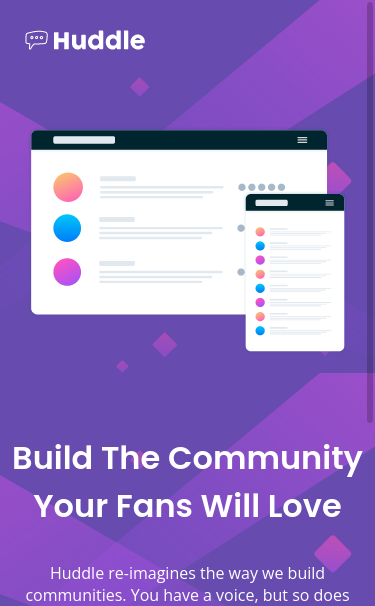 Huddle
Build The Community
Your Fans Will Love
Huddle re-imagines the way we build
communities. You have a voice, but so does